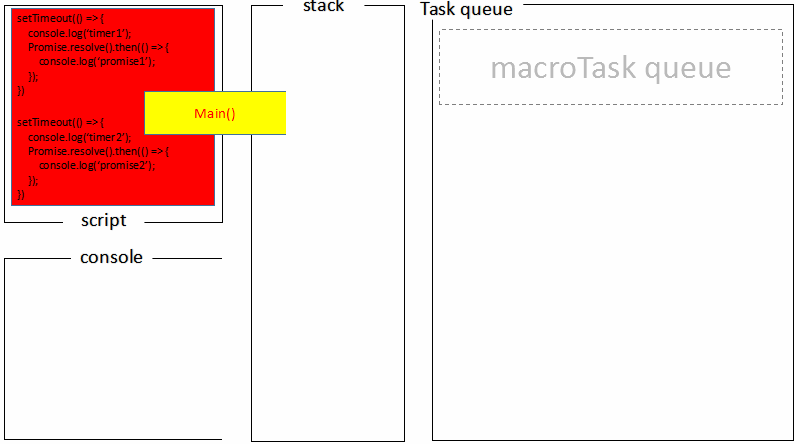 stack
Task queue
setTimeout(() => {
console.log(‘timer1’);
Promise.resolve().then(() => {
console.log(‘promise1’);
});
})
setTimeout(() => {
console.log(‘timer2’);
Promise.resolve().then(() => {
console.log(‘promise2’);
});
})
Main()
macroTask queue
script
console